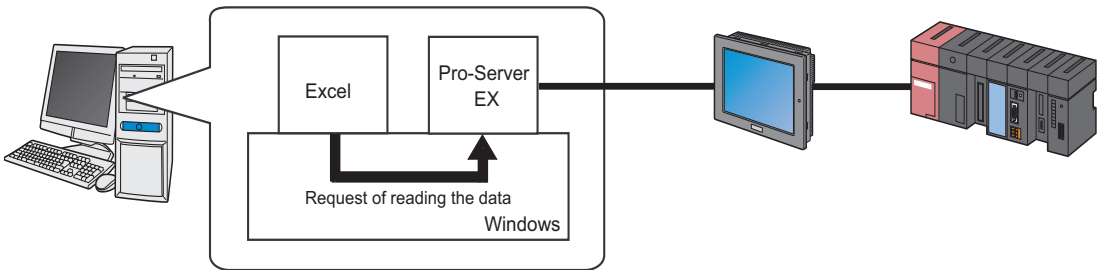 Excel
Pro-Server
EX
Request of reading the data
Windows